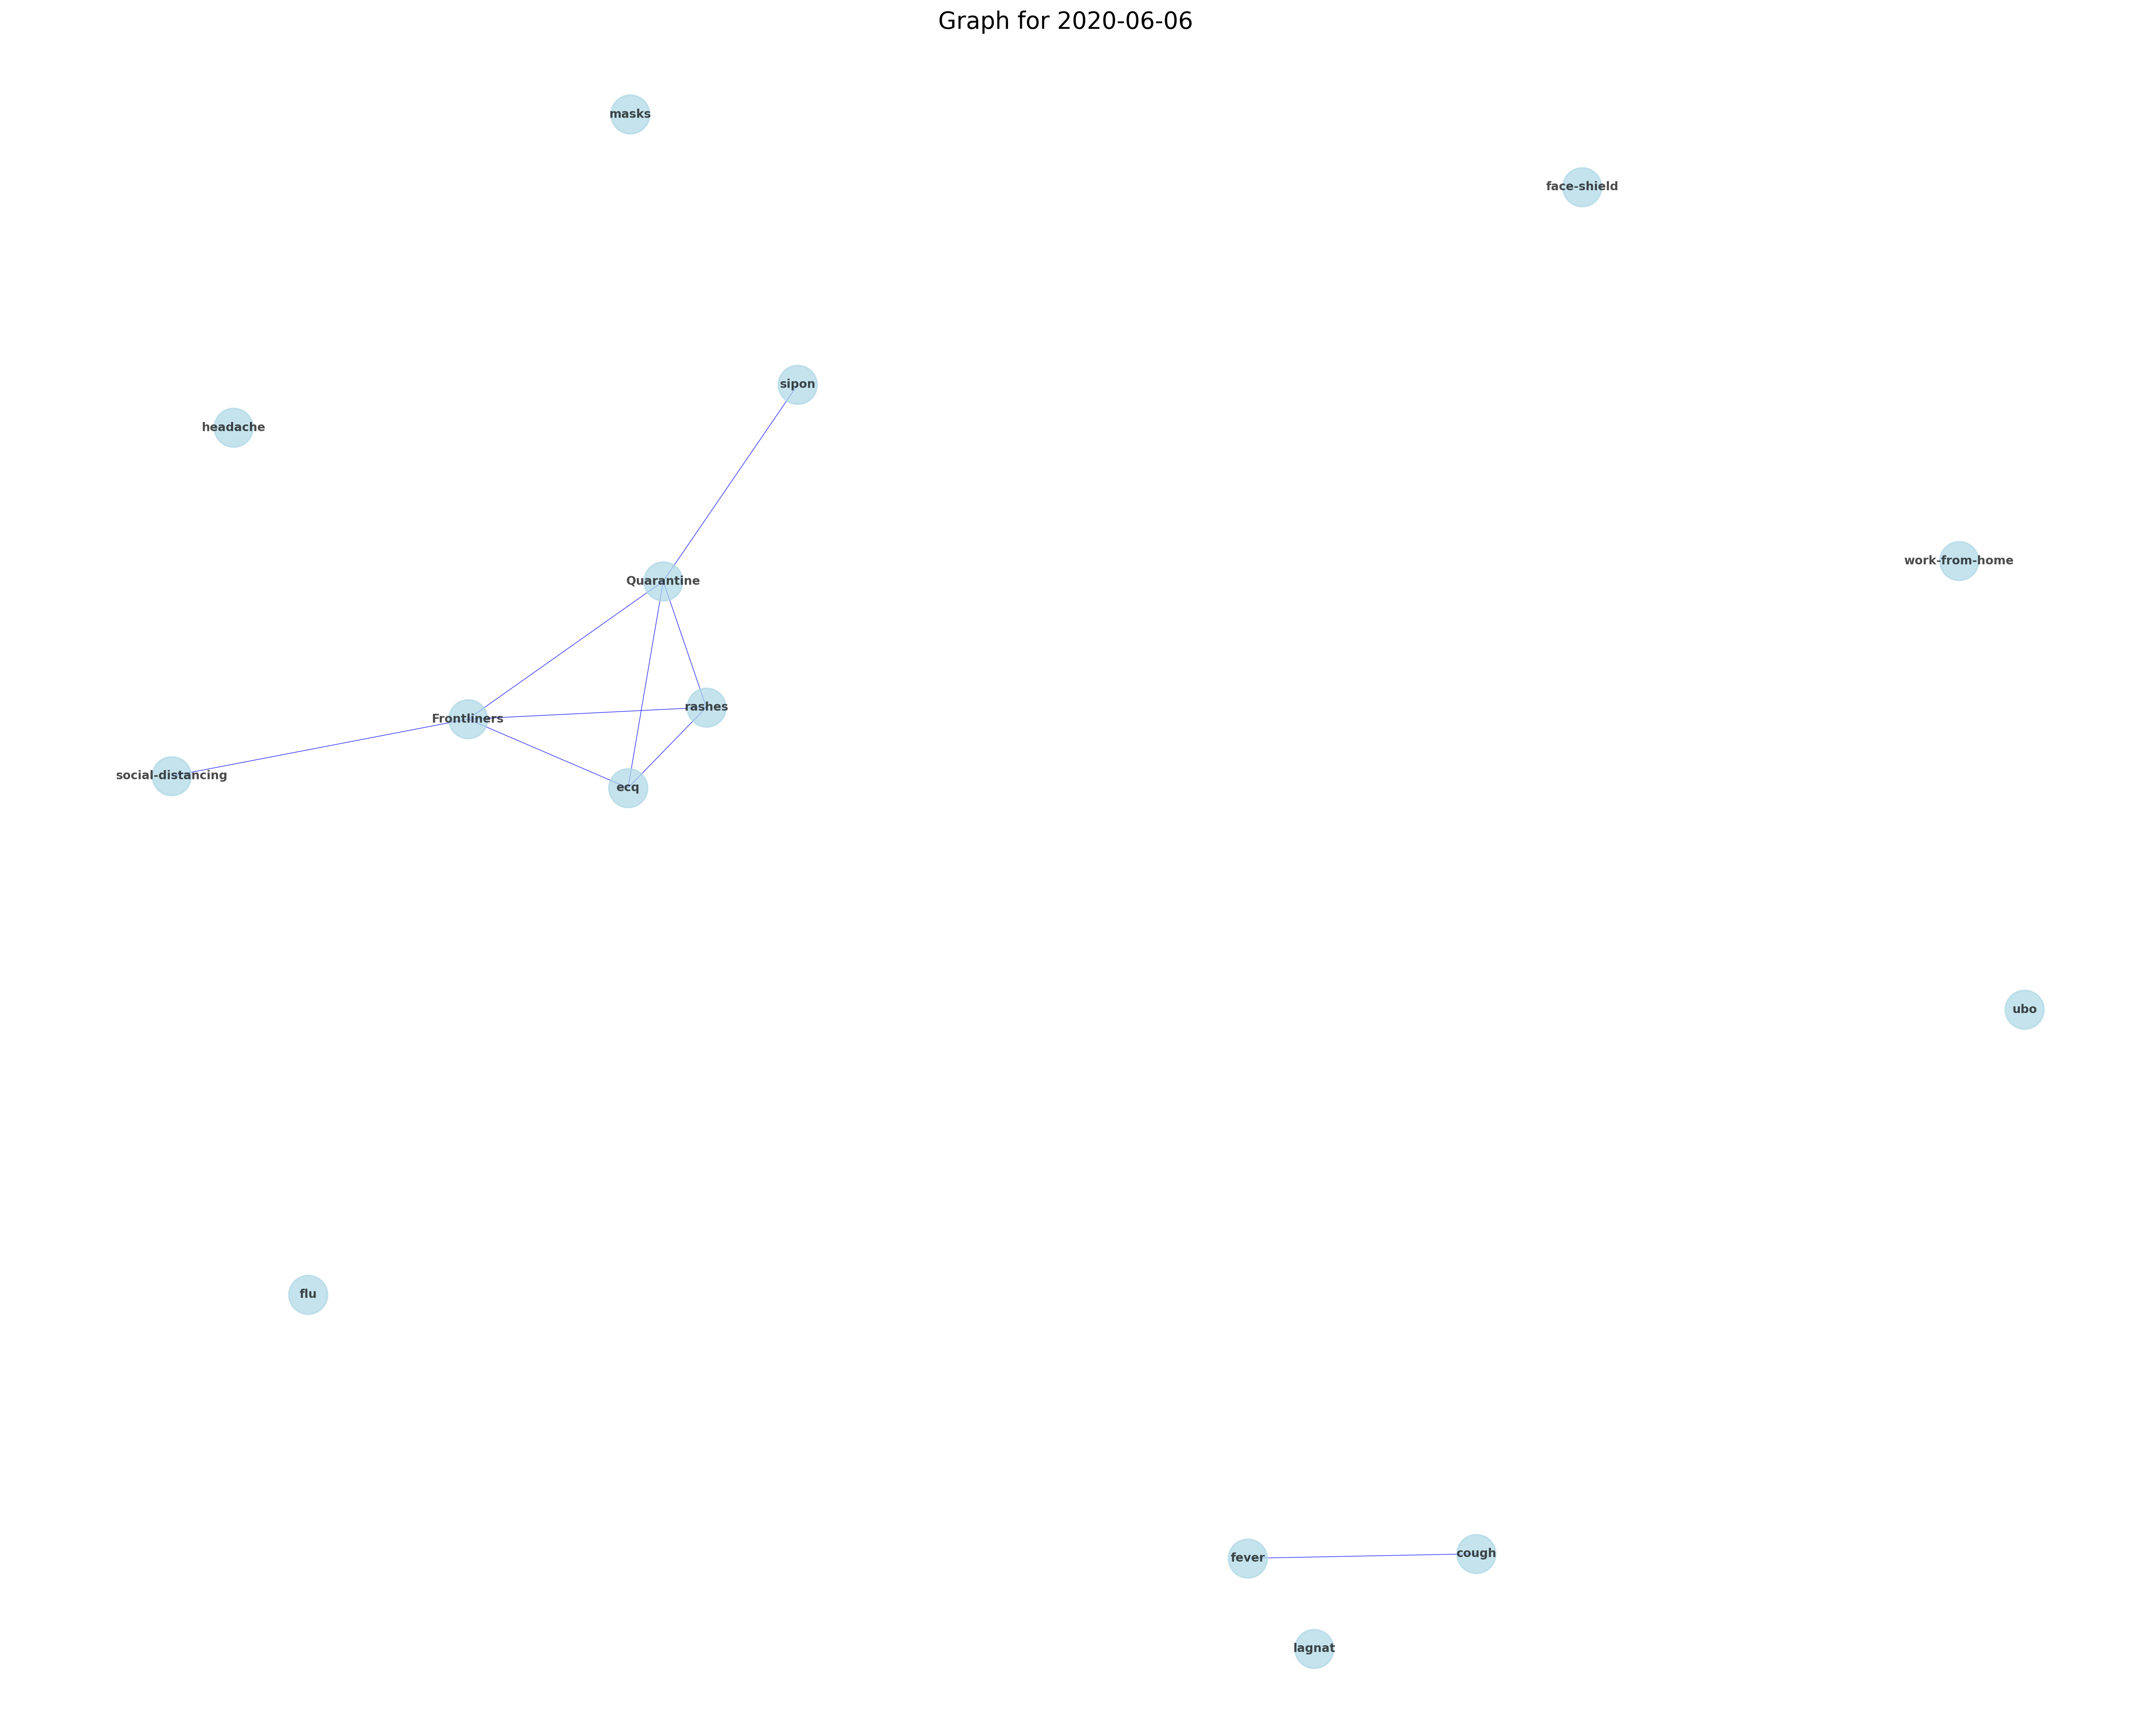 Graph for 2020-06-06
masks
face-shield
sipon
headache
work-from-home
Quarantine
rashes
Frontliners
social-distancing
ecq
ubo
flu
cough
fever
lagnat